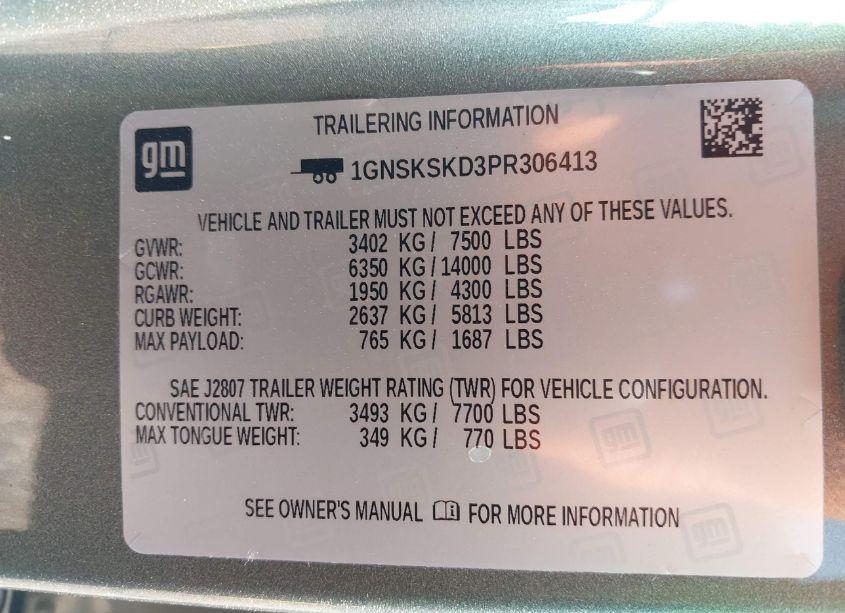 gm
TRAILERING INFORMATION
1GNSKSKD3PR306413
VEHICLE AND TRAILER MUST NOT EXCEED ANY OF THESE VALUES.
GVWR: 3402 KG / 7500 LBS
GCWR: 6350 KG / 14000 LBS
RGAWR: 1950 KG / 4300 LBS
CURB WEIGHT: 2637 KG / 5813 LBS
MAX PAYLOAD: 765 KG / 1687 LBS
SAE J2807 TRAILER WEIGHT RATING (TWR) FOR VEHICLE CONFIGURATION.
CONVENTIONAL TWR: 3493 KG / 7700 LBS
MAX TONGUE WEIGHT: 349 KG / 770 LBS
SEE OWNER'S MANUAL i FOR MORE INFORMATION